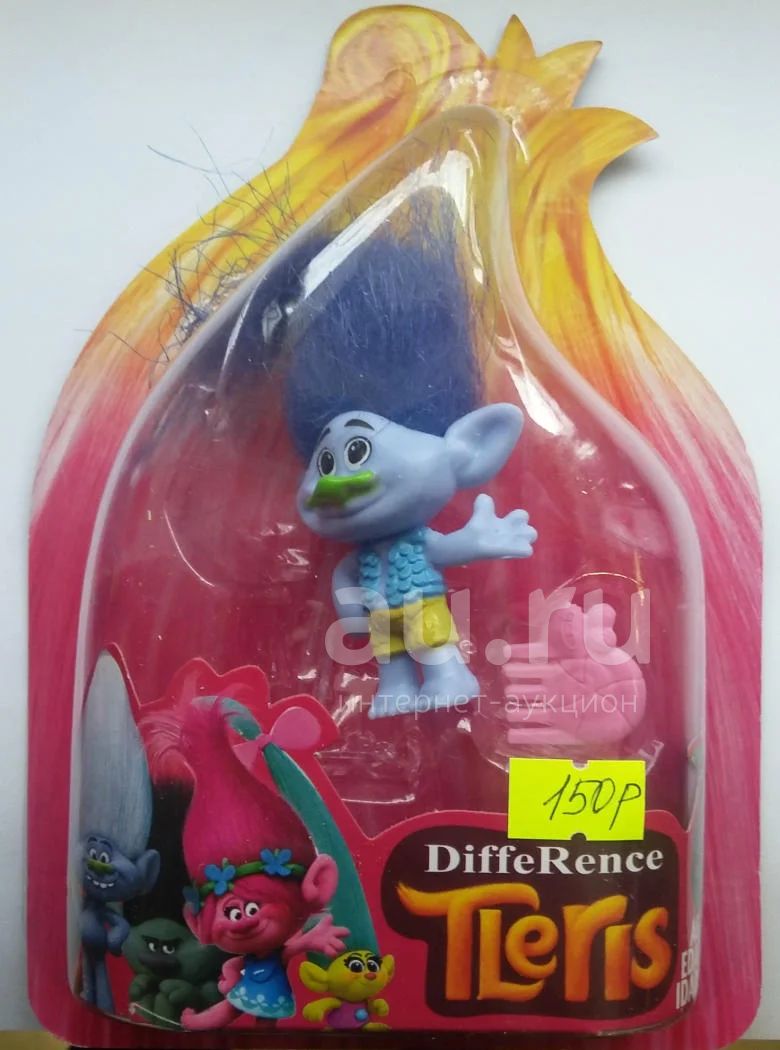 au.ru
интернет-аукцион
150р
DiffeRence
TLerIs